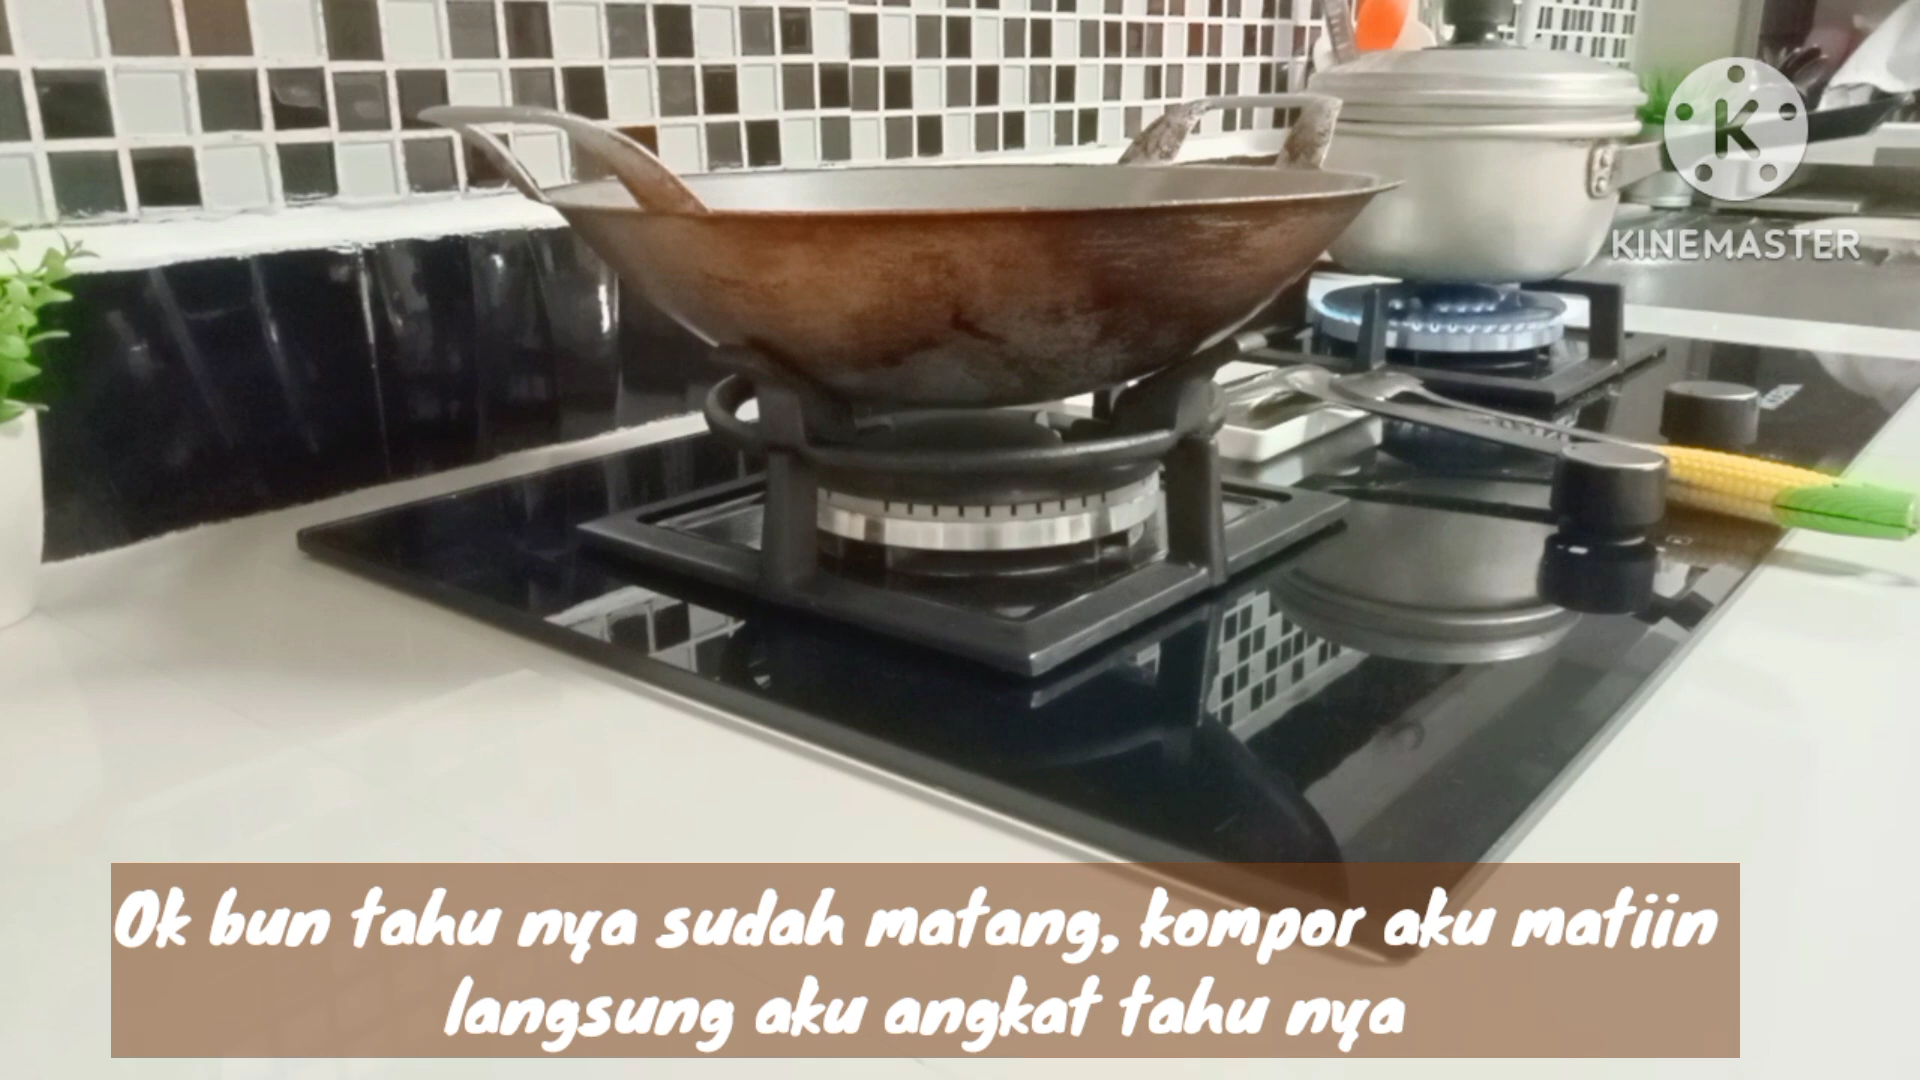 K
KINEMASTER
Ok bun tahu nya sudah matang, kompor aku matiin
langsung aku angkat tahu nya